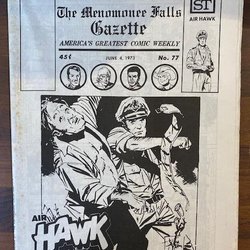 ST
AIR HAWK
The Menomonee Falls
Gazette
AMERICA'S GREATEST COMIC WEEKLY
45¢ JUNE 4, 1973 No. 77
AIR
HAWK